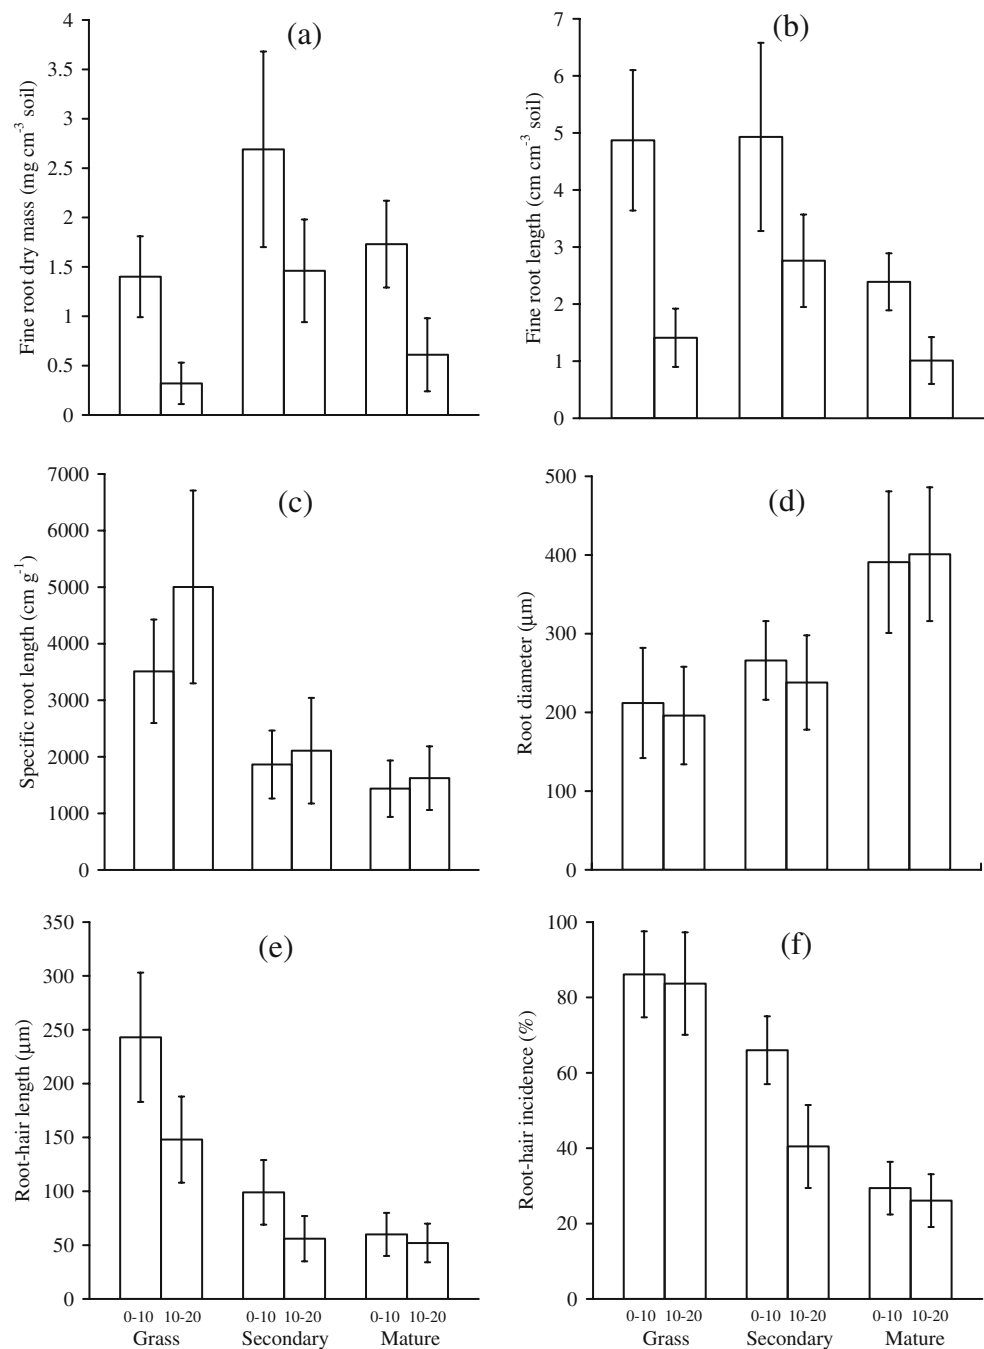 (a)
Fine root dry mass (mg cm-3 soil)
4
3.5
3
2.5
2
1.5
1
0.5
0
(b)
Fine root length (cm cm-3 soil)
7
6
5
4
3
2
1
0
(c)
Specific root length (cm g-1)
7000
6000
5000
4000
3000
2000
1000
0
(d)
Root diameter (µm)
500
400
300
200
100
0
(e)
Root-hair length (µm)
350
300
250
200
150
100
50
0
0-10 10-20 0-10 10-20 0-10 10-20
Grass Secondary Mature
(f)
Root-hair incidence (%)
100
80
60
40
20
0
0-10 10-20 0-10 10-20 0-10 10-20
Grass Secondary Mature